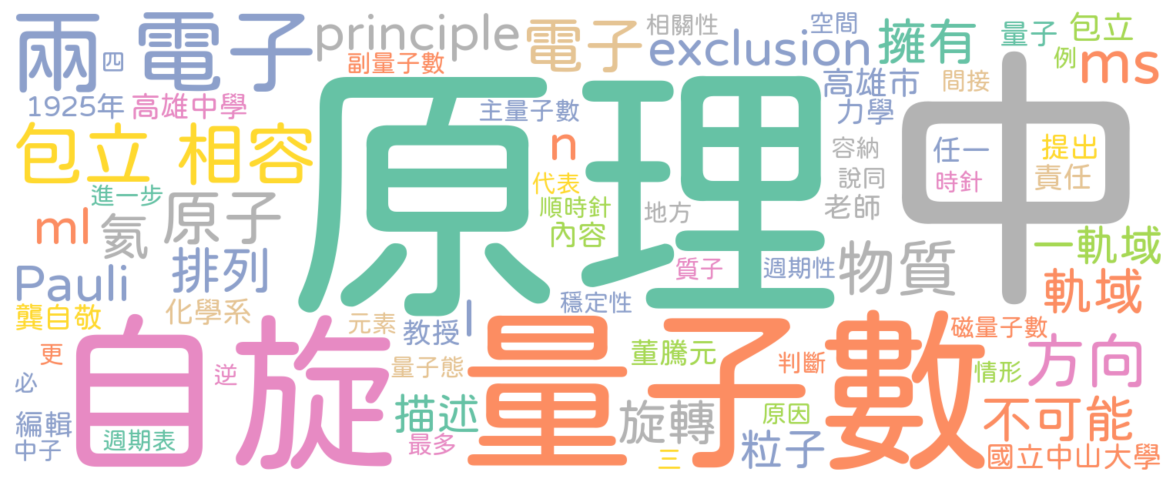 兩 四 電子 principle 電子 相關性 空間 擁有 量子 包立
副量子數 exclusion 例 ms
1925年 高雄中學 原理 主量子數 高雄市 間接 中
力學
包立 相容 n 容納 任一 提出
進一步 代表 說同 時針 責任
ml 氦 原子 順時針 地方 老師
內容 一軌域
Pauli 排列 質子 週期性 物質 軌域
龔自敬 化學系 l 穩定性
元素 教授 磁量子數
更 自旋 量子數 董騰元 判斷 方向
必 逆 量子態 情形
編輯 描述 旋轉 原因 不可能
中子 週期表 最多 三 粒子 國立中山大學